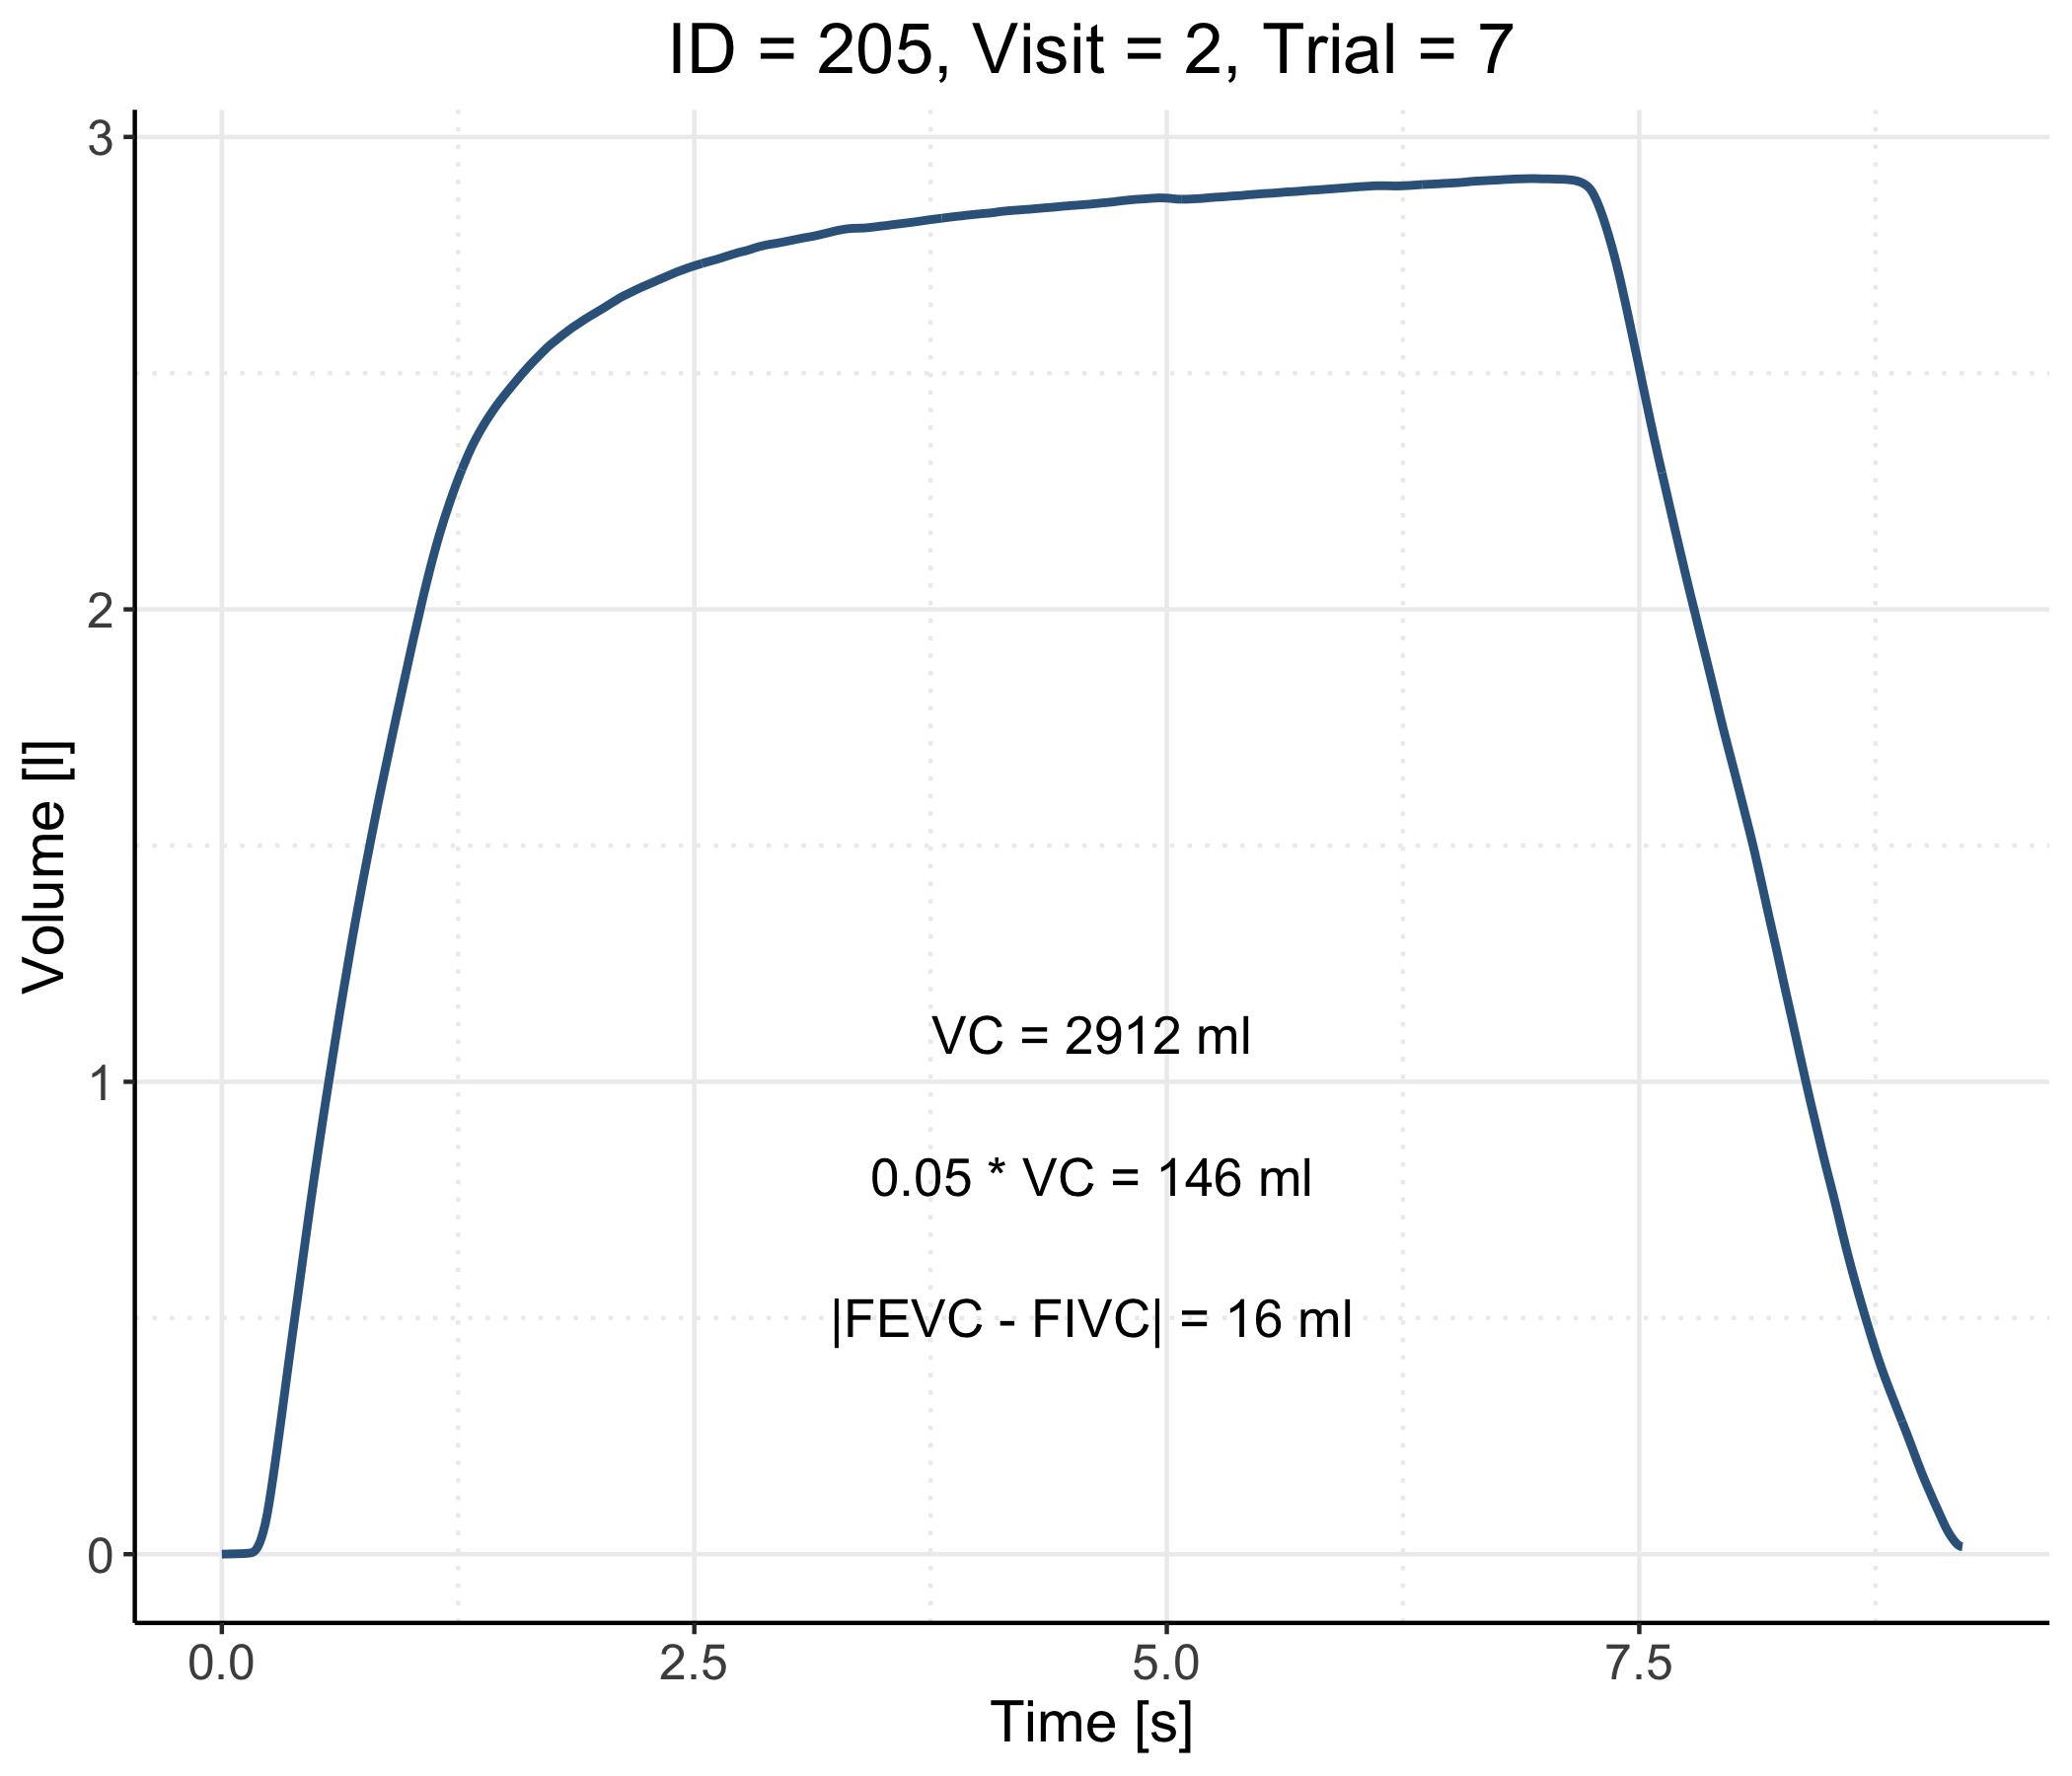 ID = 205, Visit = 2, Trial = 7
3
2
1
0
Volume [l]
VC = 2912 ml
0.05 * VC = 146 ml
|FEVC - FIVC| = 16 ml
0.0 2.5 5.0 7.5
Time [s]